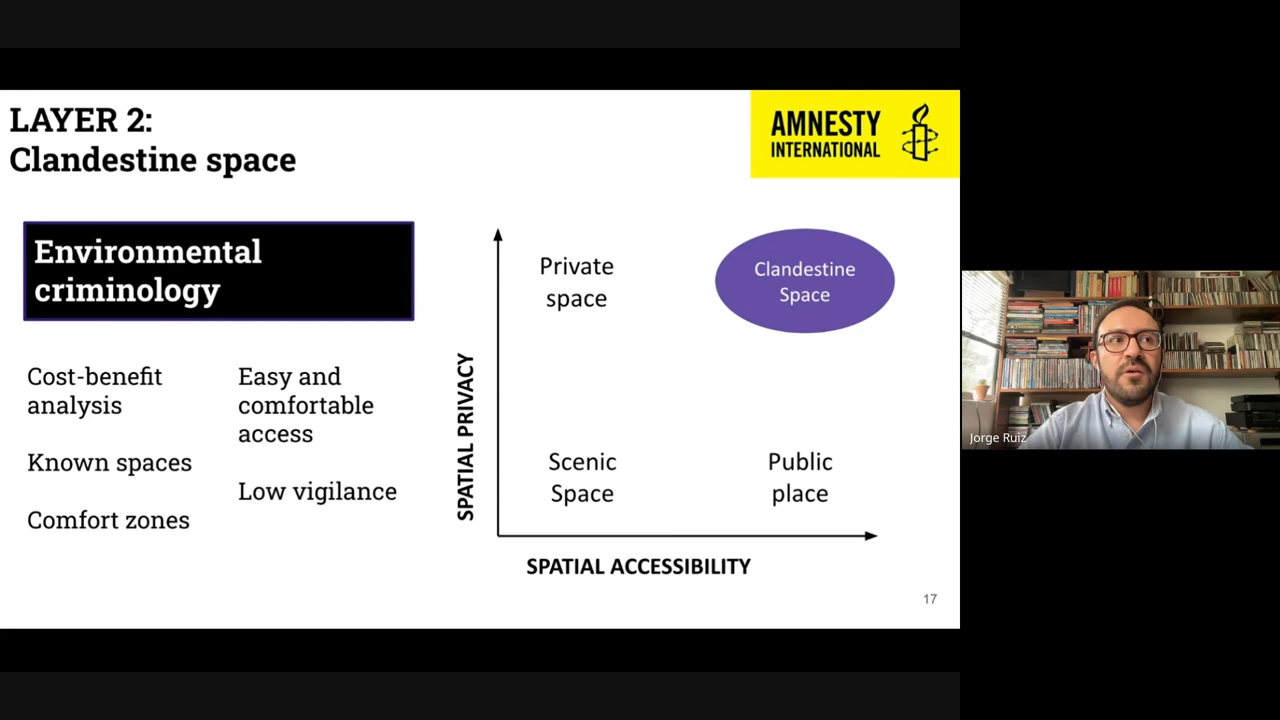 LAYER 2:
Clandestine space
AMNESTY
INTERNATIONAL
Environmental
criminology
Cost-benefit
analysis
Known spaces
Comfort zones
Easy and
comfortable
access
Low vigilance
SPATIAL PRIVACY
Private
space
Clandestine
Space
Scenic
Space
Public
place
SPATIAL ACCESSIBILITY
17
Jorge Ruiz